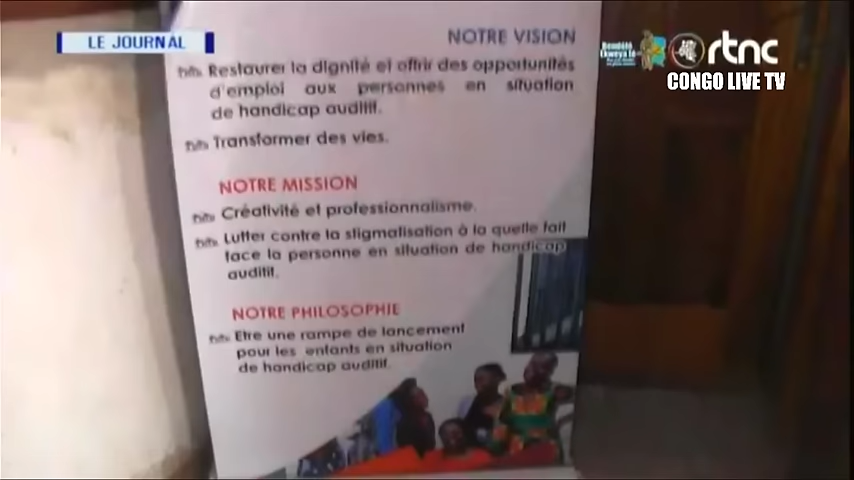 LE JOURNAL
rtnc
CONGO LIVE TV
NOTRE VISION
Restaurer la dignité et offrir des opportunités
d'emploi aux personnes en situation
de handicap auditif.
Transformer des vies.
NOTRE MISSION
Créativité et professionnalisme.
Lutter contre la stigmatisation à la quelle fait
face la personne en situation de handicap
auditif.
NOTRE PHILOSOPHIE
Etre une rampe de lancement
pour les enfants en situation
de handicap auditif